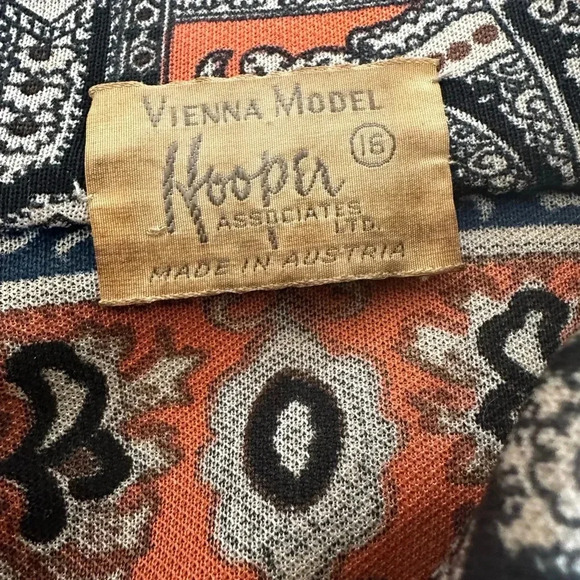 VIENNA MODEL
Hooper 16
ASSOCIATES
LTD.
MADE IN AUSTRIA